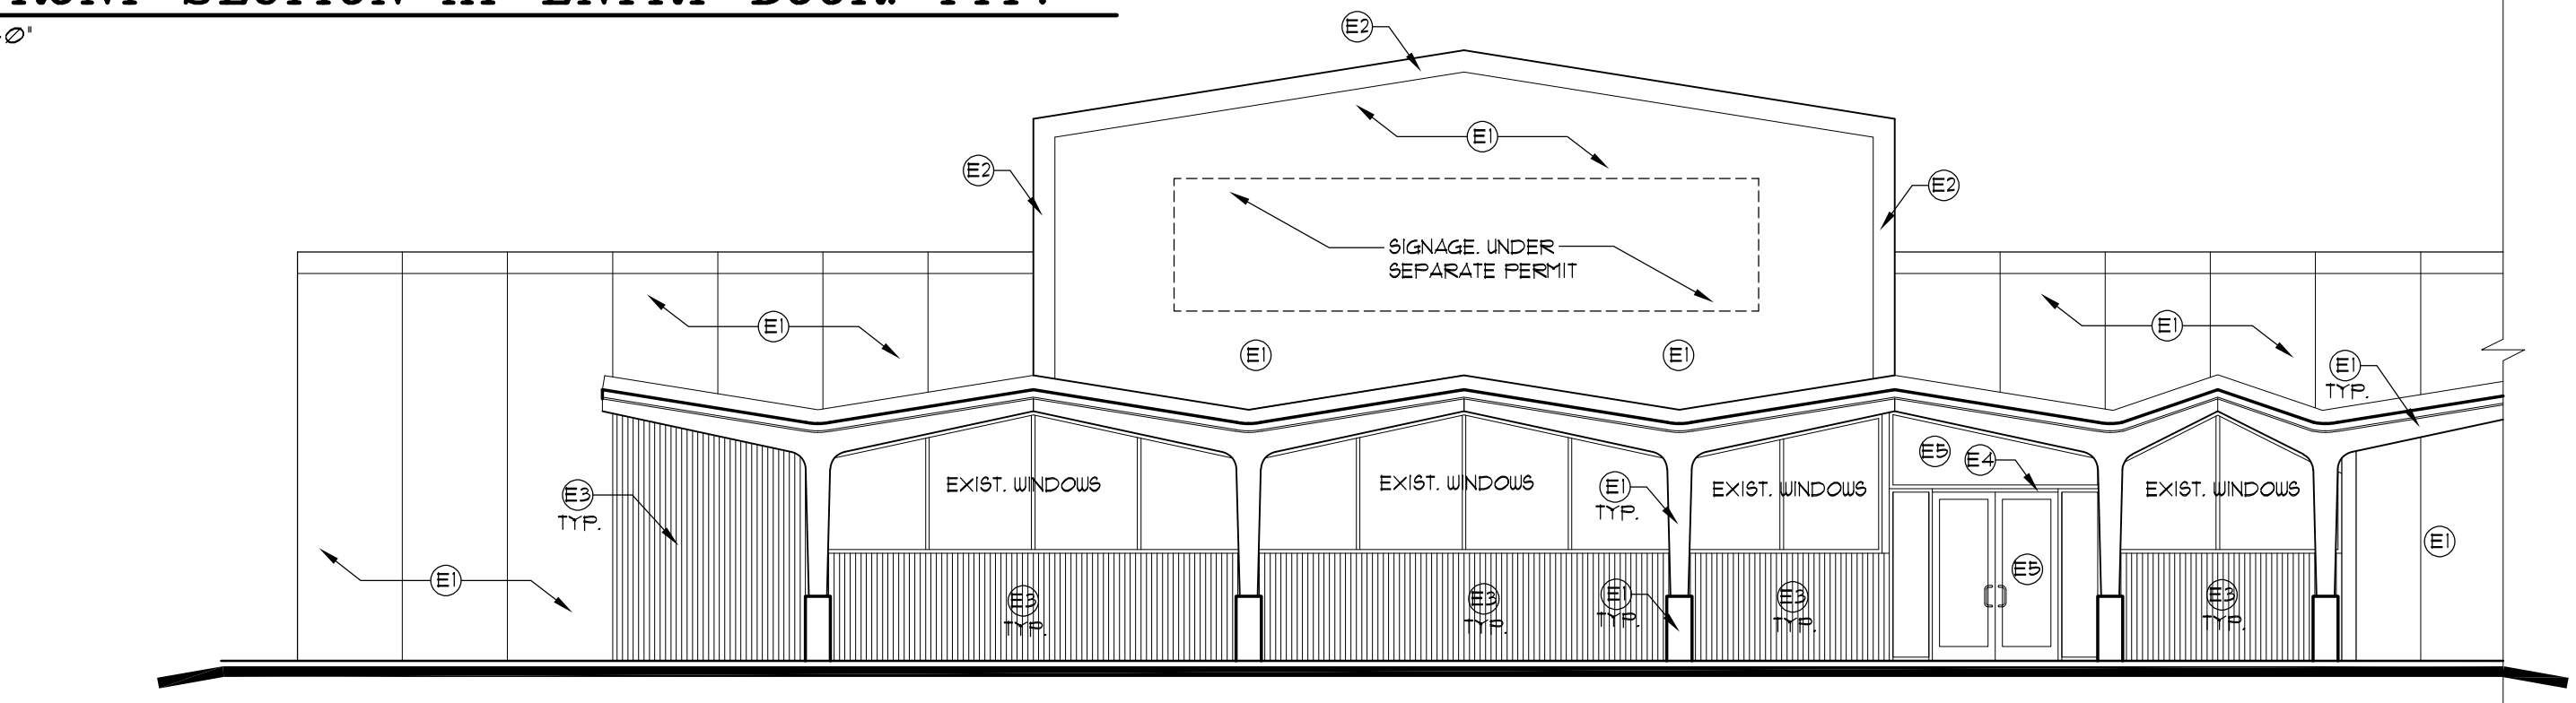 E2
E1
E2
E2
SIGNAGE. UNDER
SEPARATE PERMIT
E1
E1
E1
E1
E1
TYP.
E5
E4
EXIST. WINDOWS
EXIST. WINDOWS
EXIST. WINDOWS
EXIST. WINDOWS
E3
TYP.
E1
TYP.
E1
E5
E1
E3
TYP.
E3
TYP.
E1
TYP.
E3
TYP.
E3
TYP.